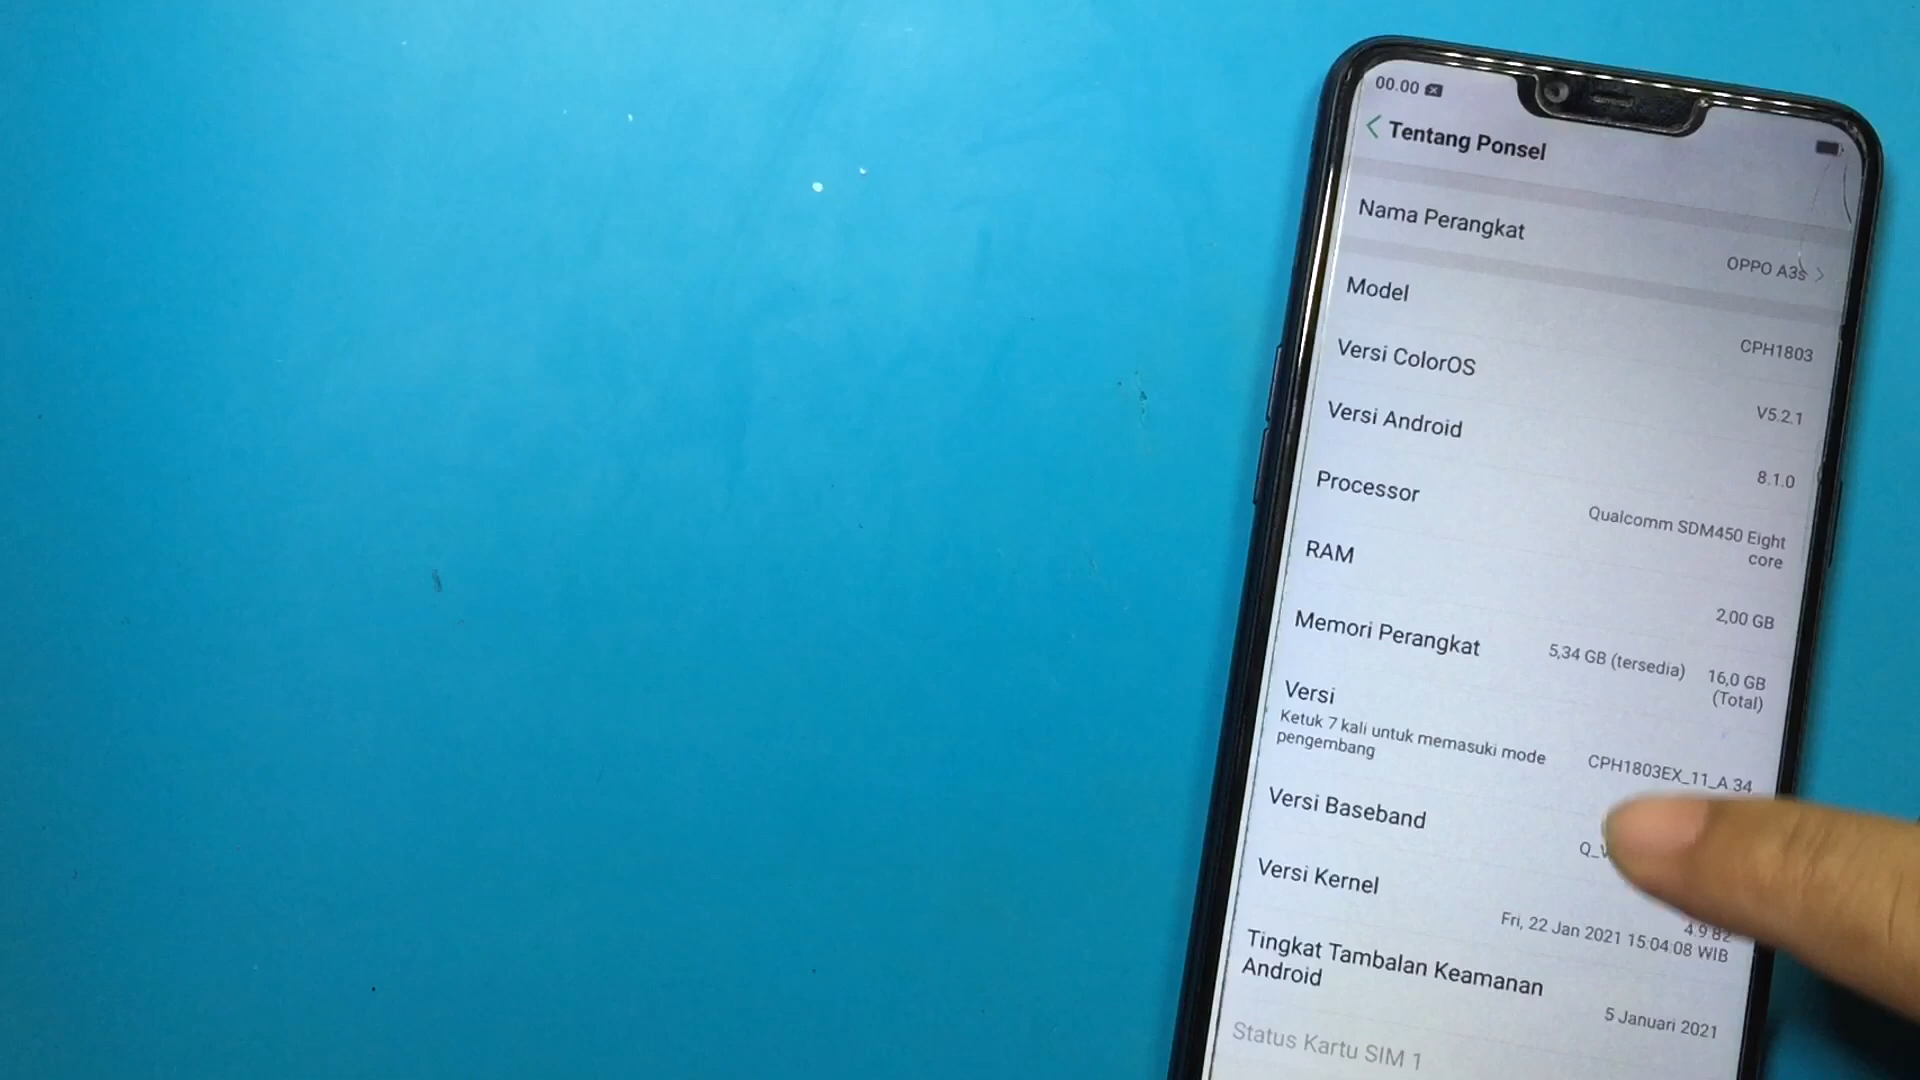 00.00
Tentang Ponsel
Nama Perangkat
OPPO A3s
Model
CPH1803
Versi ColorOS
V5.2.1
Versi Android
8.1.0
Processor
Qualcomm SDM450 Eight
core
RAM
2,00 GB
Memori Perangkat
5,34 GB (tersedia)
16,0 GB
(Total)
Versi
Ketuk 7 kali untuk memasuki mode
pengembang
CPH1803EX_11_A.34
Versi Baseband
Versi Kernel
4.9.82
Fri, 22 Jan 2021 15:04:08 WIB
Tingkat Tambalan Keamanan
Android
5 Januari 2021
Status Kartu SIM 1